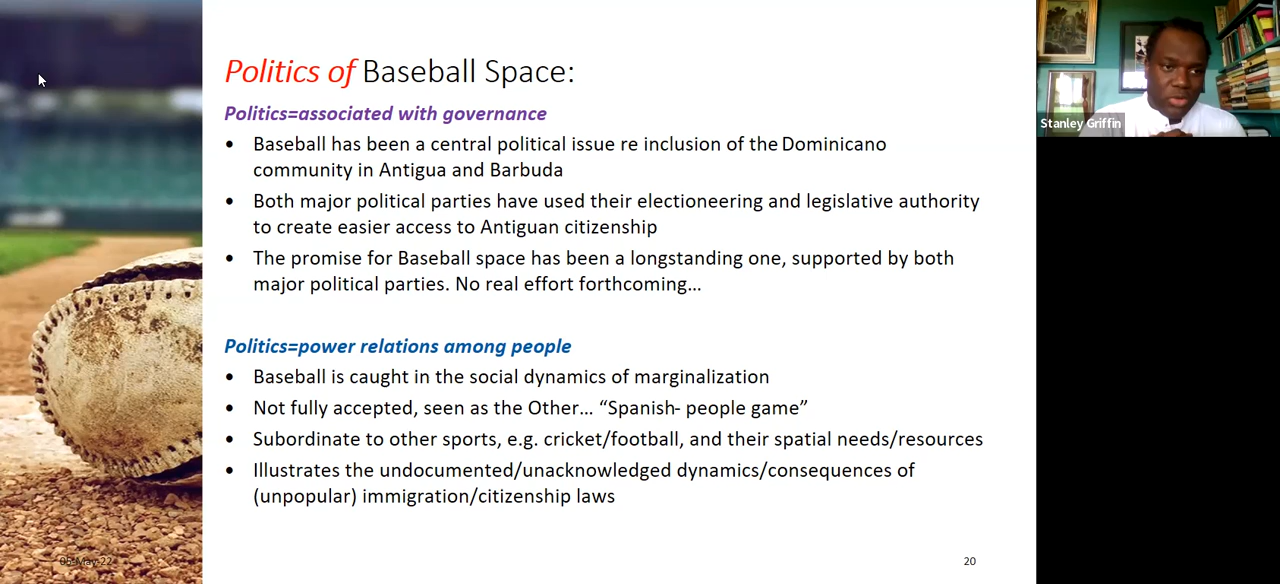 Politics of Baseball Space:
Politics=associated with governance
• Baseball has been a central political issue re inclusion of the Dominicano
community in Antigua and Barbuda
• Both major political parties have used their electioneering and legislative authority
to create easier access to Antiguan citizenship
• The promise for Baseball space has been a longstanding one, supported by both
major political parties. No real effort forthcoming…
Politics=power relations among people
• Baseball is caught in the social dynamics of marginalization
• Not fully accepted, seen as the Other… “Spanish- people game”
• Subordinate to other sports, e.g. cricket/football, and their spatial needs/resources
• Illustrates the undocumented/unacknowledged dynamics/consequences of
(unpopular) immigration/citizenship laws
20
Stanley Griffin